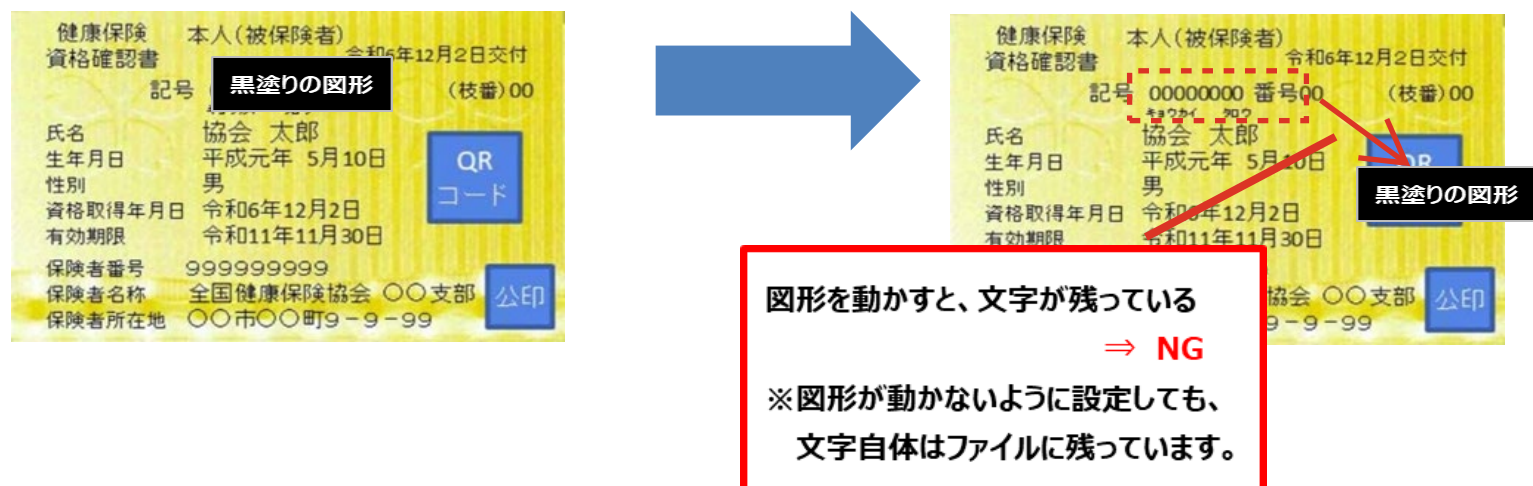 健康保険 本人(被保険者)
資格確認書 令和6年12月2日交付
黒塗りの図形
記号 (枝番)00
氏名 協会 太郎
生年月日 平成元年 5月10日
性別 男
資格取得年月日 令和6年12月2日
有効期限 令和11年11月30日
QR
コード
保険者番号 999999999
保険者名称 全国健康保険協会 〇〇支部
保険者所在地 〇〇市〇〇町9-9-99
公印
健康保険 本人(被保険者)
資格確認書 令和6年12月2日交付
記号 00000000 番号00 (枝番)00
キョウカイ タロウ
氏名 協会 太郎
生年月日 平成元年 5月10日
性別 男
資格取得年月日 令和6年12月2日
有効期限 令和11年11月30日
QR
黒塗りの図形
協会 〇〇支部
9-9-99
公印
図形を動かすと、文字が残っている
⇒ NG
※図形が動かないように設定しても、
文字自体はファイルに残っています。